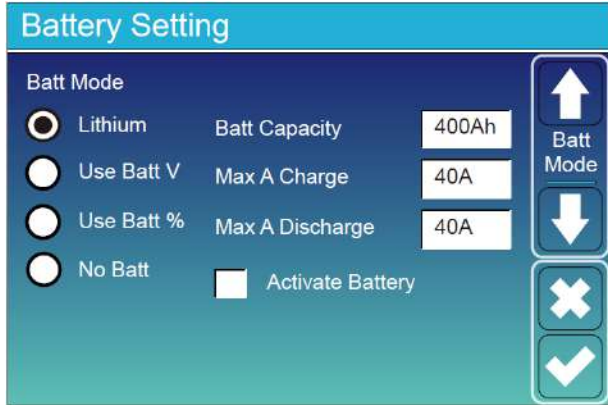 Battery Setting
Batt Mode
Lithium
Batt Capacity
400Ah
Use Batt V
Max A Charge
40A
Use Batt %
Max A Discharge
40A
No Batt
Activate Battery
Batt
Mode